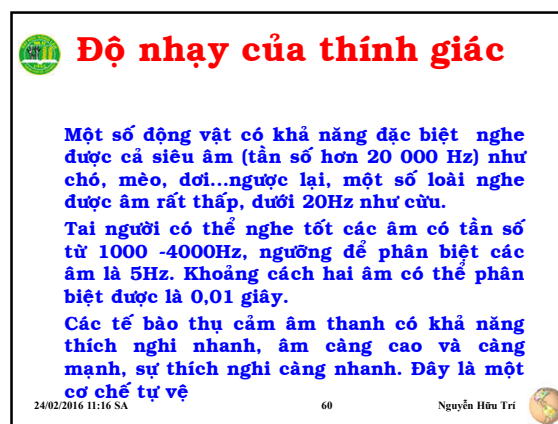 Độ nhạy của thính giác
Một số động vật có khả năng đặc biệt nghe
được cả siêu âm (tần số hơn 20 000 Hz) như
chó, mèo, dơi...ngược lại, một số loài nghe
được âm rất thấp, dưới 20Hz như cừu.
Tai người có thể nghe tốt các âm có tần số
từ 1000 -4000Hz, ngưỡng để phân biệt các
âm là 5Hz. Khoảng cách hai âm có thể phân
biệt được là 0,01 giây.
Các tế bào thụ cảm âm thanh có khả năng
thích nghi nhanh, âm càng cao và càng
mạnh, sự thích nghi càng nhanh. Đây là một
cơ chế tự vệ
24/02/2016 11:16 SA 60 Nguyễn Hữu Trí